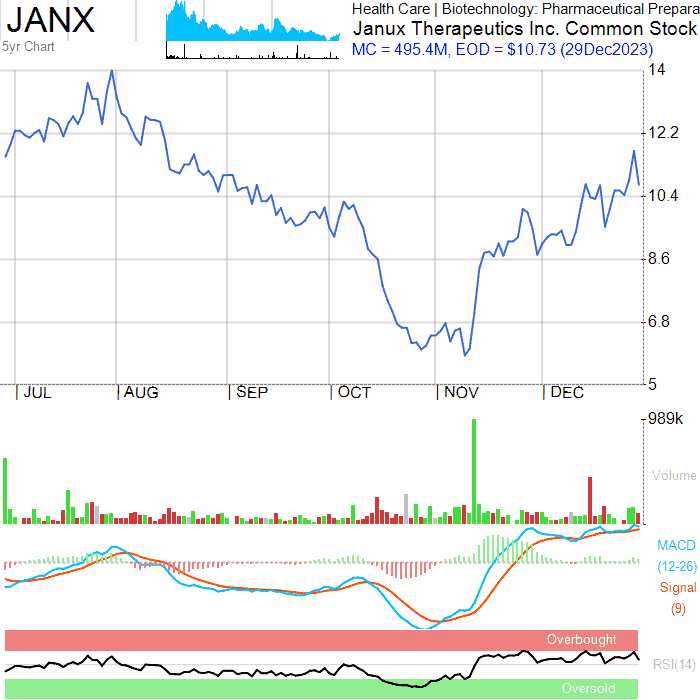 JANX
5yr Chart
Health Care | Biotechnology: Pharmaceutical Prepara
Janux Therapeutics Inc. Common Stock
MC = 495.4M, EOD = $10.73 (29Dec2023)
14
12.2
10.4
8.6
6.8
5
| JUL | AUG | SEP | OCT | NOV | DEC
989k
Volume
MACD
(12-26)
Signal
(9)
Overbought
RSI(14)
Oversold